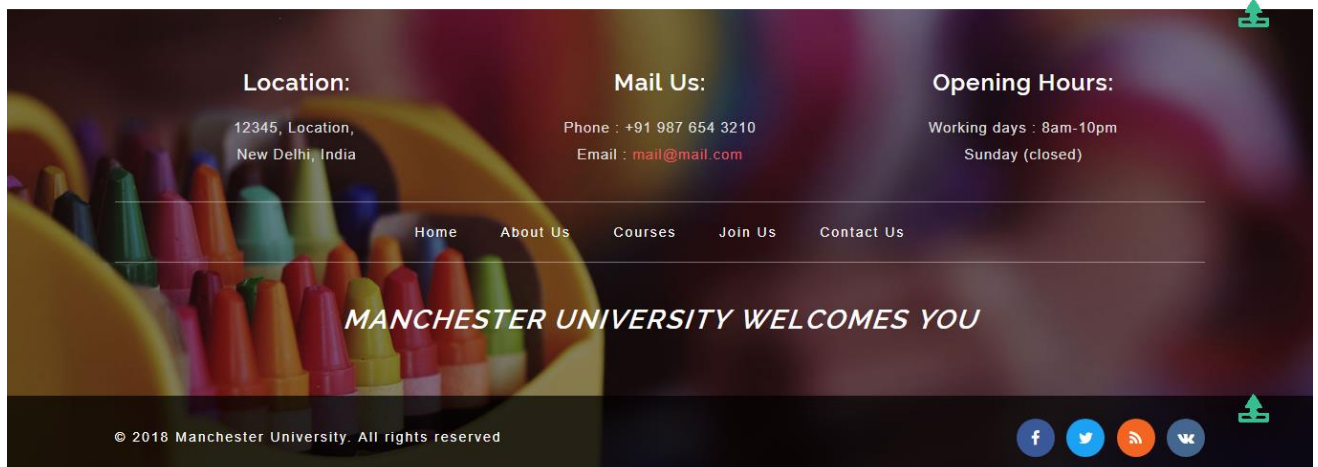 Location:
12345, Location,
New Delhi, India
Mail Us:
Phone : +91 987 654 3210
Email : mail@mail.com
Opening Hours:
Working days : 8am-10pm
Sunday (closed)
Home About Us Courses Join Us Contact Us
MANCHESTER UNIVERSITY WELCOMES YOU
© 2018 Manchester University. All rights reserved